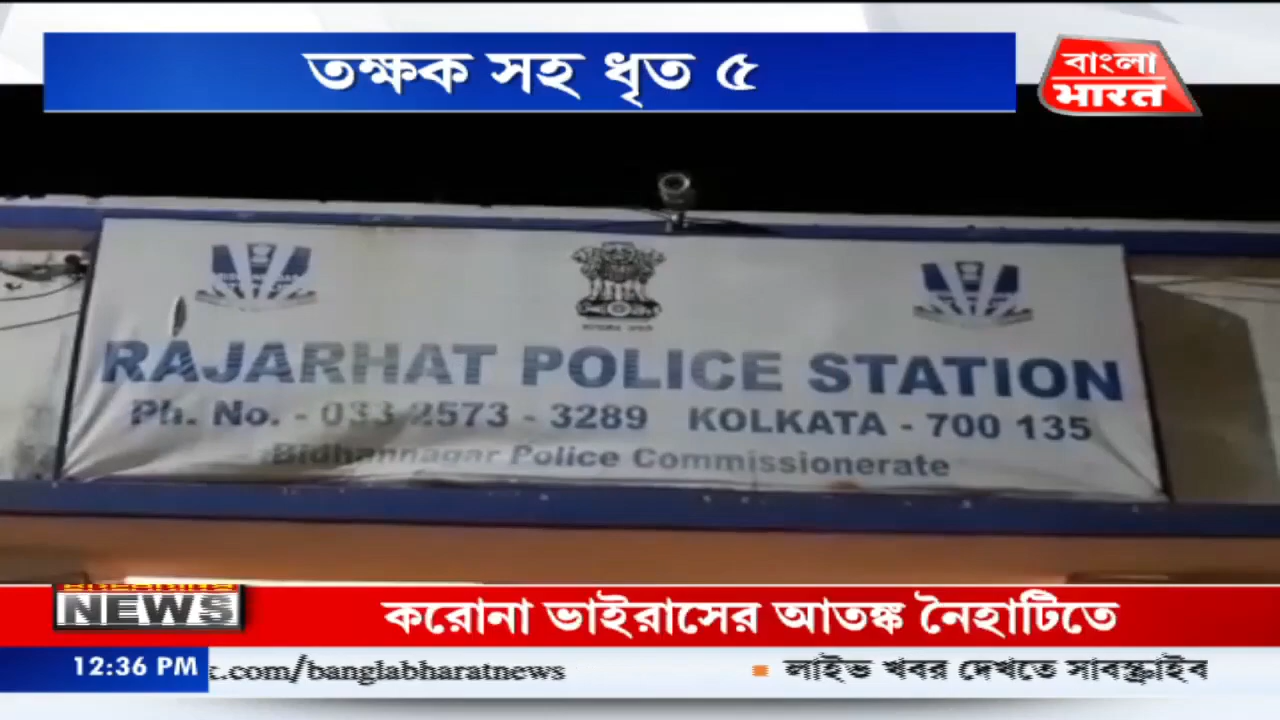 তক্ষক সহ ধৃত ৫
বাংলা
ভারত
RAJARHAT POLICE STATION
Ph. No. - 033 2573 - 3289 KOLKATA - 700 135
Bidhannagar Police Commissionerate
NEWS
করোনা ভাইরাসের আতঙ্ক নৈহাটিতে
12:36 PM
.com/banglabharatnews
লাইভ খবর দেখতে সাবস্ক্রাইব